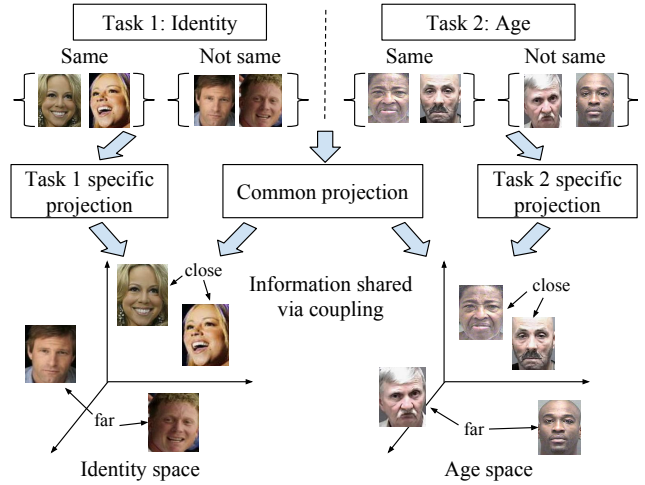 Task 1: Identity
Task 2: Age
Same
Not same
Same
Not same
Task 1 specific
projection
Common projection
Task 2 specific
projection
close
Information shared
via coupling
close
far
far
Identity space
Age space